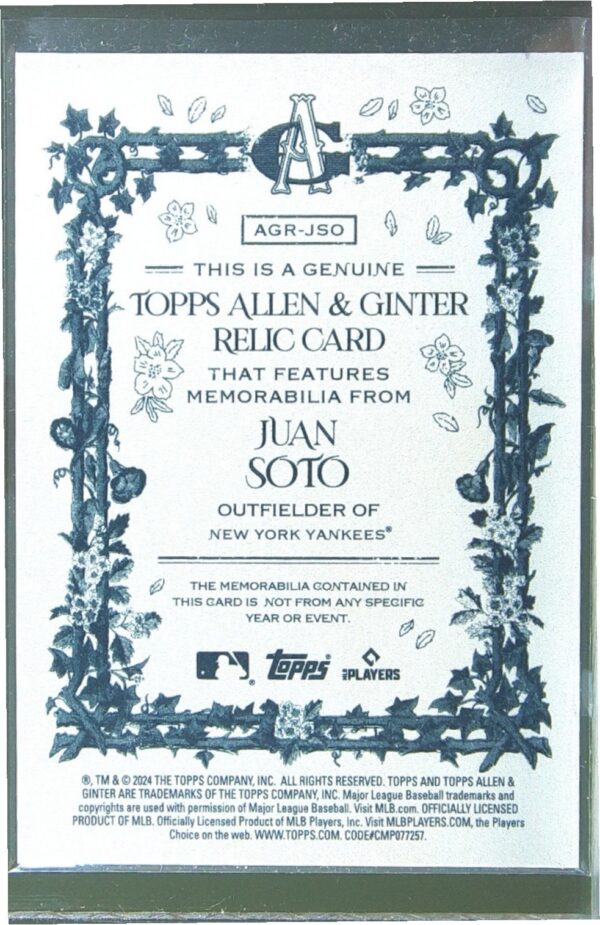 AG
AGR-JSO
THIS IS A GENUINE
TOPPS ALLEN & GINTER
RELIC CARD
THAT FEATURES
MEMORABILIA FROM
JUAN
SOTO
OUTFIELDER OF
NEW YORK YANKEES®
THE MEMORABILIA CONTAINED IN
THIS CARD IS NOT FROM ANY SPECIFIC
YEAR OR EVENT.
® topps® MLB PLAYERS
®, TM & © 2024 THE TOPPS COMPANY, INC. ALL RIGHTS RESERVED. TOPPS AND TOPPS ALLEN &
GINTER ARE TRADEMARKS OF THE TOPPS COMPANY, INC. Major League Baseball trademarks and
copyrights are used with permission of Major League Baseball. Visit MLB.com. OFFICIALLY LICENSED
PRODUCT OF MLB. Officially Licensed Product of MLB Players, Inc. Visit MLBPLAYERS.COM, the Players
Choice on the web. WWW.TOPPS.COM. CODE#CMP077257.